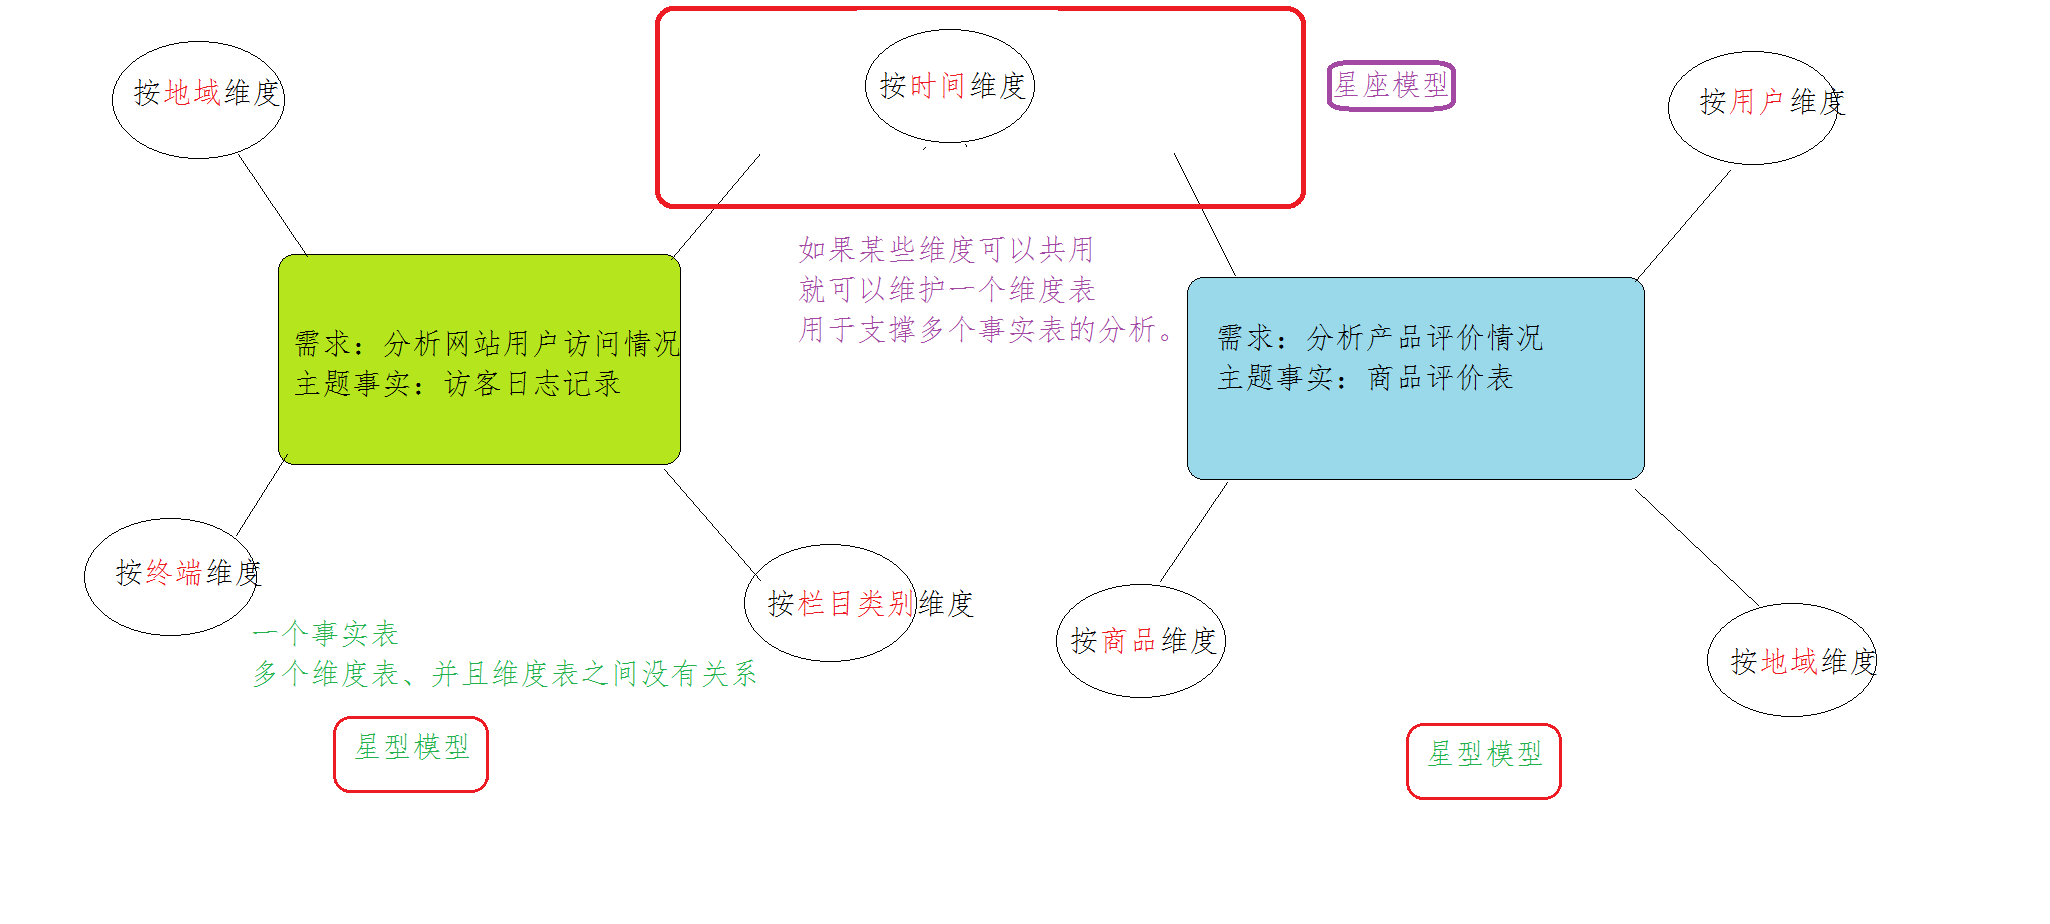 按地域维度
按时间维度
星座模型
按用户维度
如果某些维度可以共用
就可以维护一个维度表
用于支撑多个事实表的分析。
需求：分析网站用户访问情况
主题事实：访客日志记录
需求：分析产品评价情况
主题事实：商品评价表
按终端维度
按栏目类别维度
按商品维度
按地域维度
一个事实表
多个维度表、并且维度表之间没有关系
星型模型
星型模型